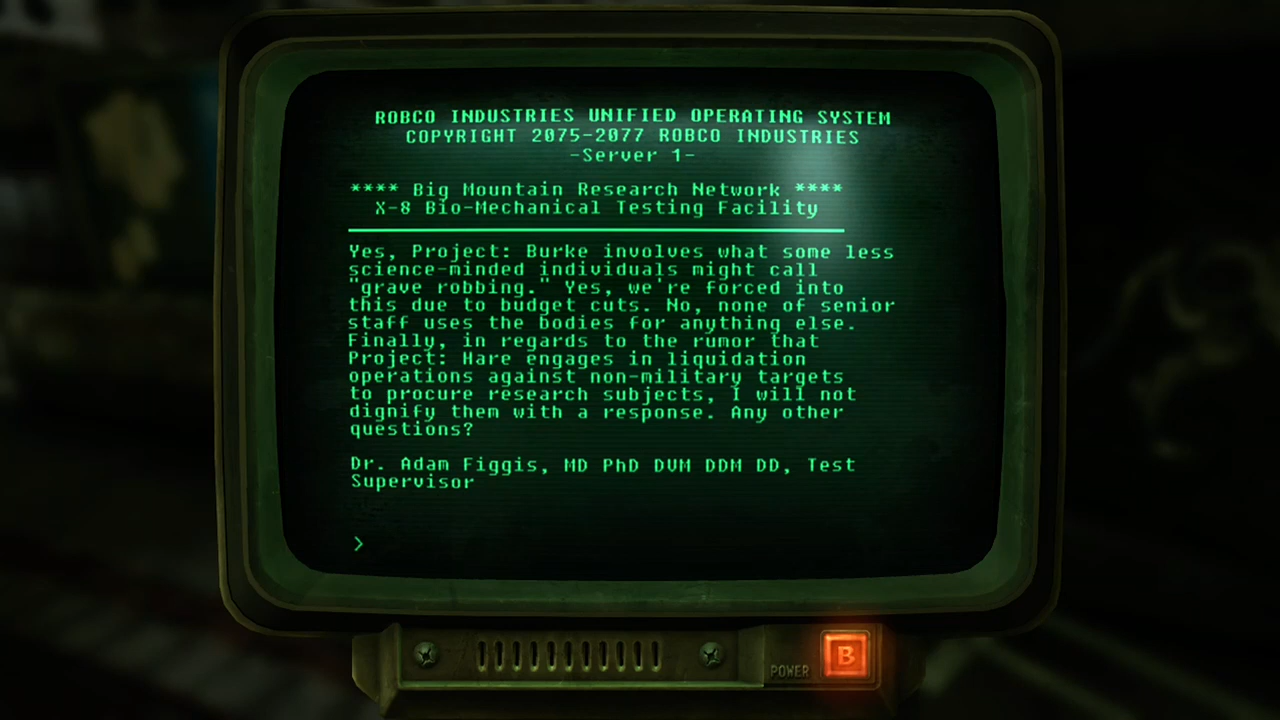 ROBCO INDUSTRIES UNIFIED OPERATING SYSTEM
COPYRIGHT 2075-2077 ROBCO INDUSTRIES
-Server 1-
**** Big Mountain Research Network ****
X-8 Bio-Mechanical Testing Facility
Yes, Project: Burke involves what some less
science-minded individuals might call
"grave robbing." Yes, we're forced into
this due to budget cuts. No, none of senior
staff uses the bodies for anything else.
Finally, in regards to the rumor that
Project: Hare engages in liquidation
operations against non-military targets
to procure research subjects, I will not
dignify them with a response. Any other
questions?
Dr. Adam Figgis, MD PhD DVM DDM DD, Test
Supervisor
>
POWER B